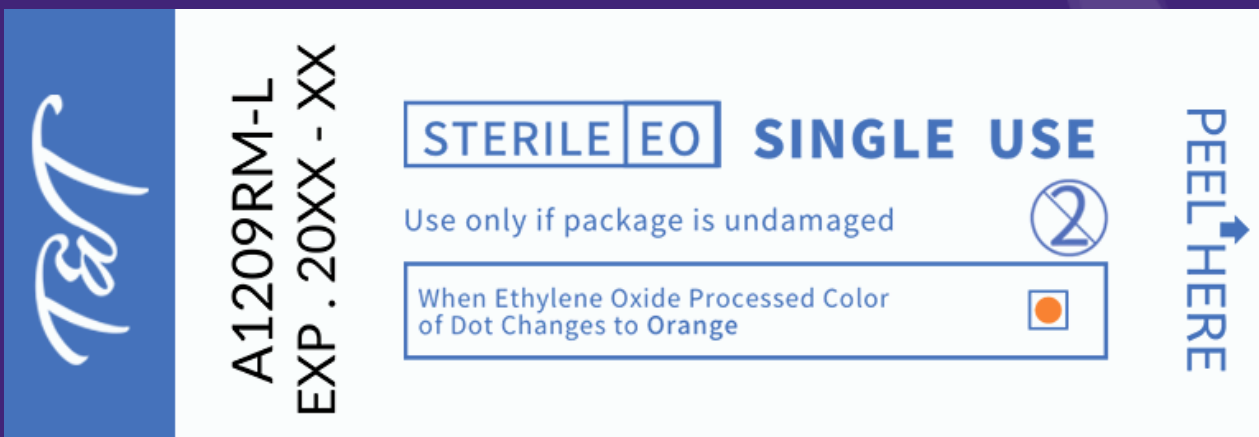 T&T
A1209RM-L
EXP . 20XX - XX
STERILE EO SINGLE USE
Use only if package is undamaged
2
When Ethylene Oxide Processed Color
of Dot Changes to Orange
PEEL HERE